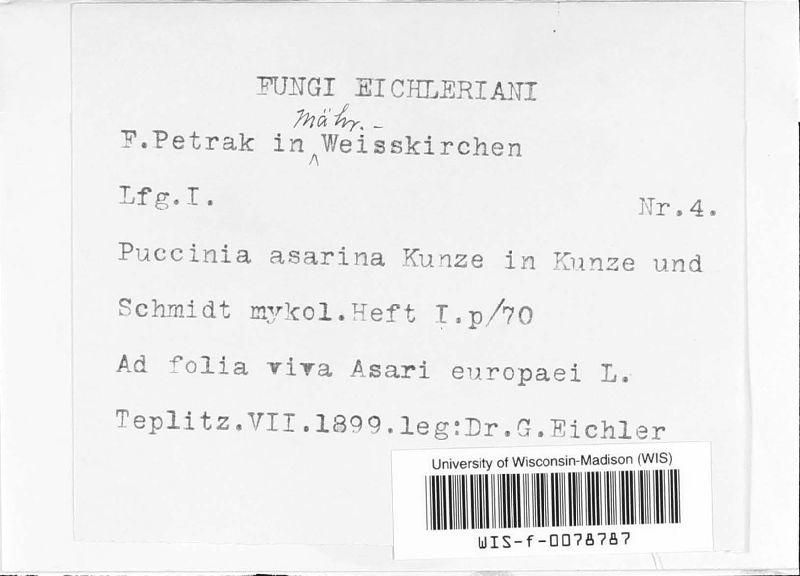 FUNGI EICHLERIANI
Mähr.-
F.Petrak in Weisskirchen
Lfg.I.
Nr.4.
Puccinia asarina Kunze in Kunze und
Schmidt mykol.Heft I.p/70
Ad folia viva Asari europaei L.
Teplitz.VII.1899.leg:Dr.G.Eichler
University of Wisconsin-Madison (WIS)
WIS-f-0078787